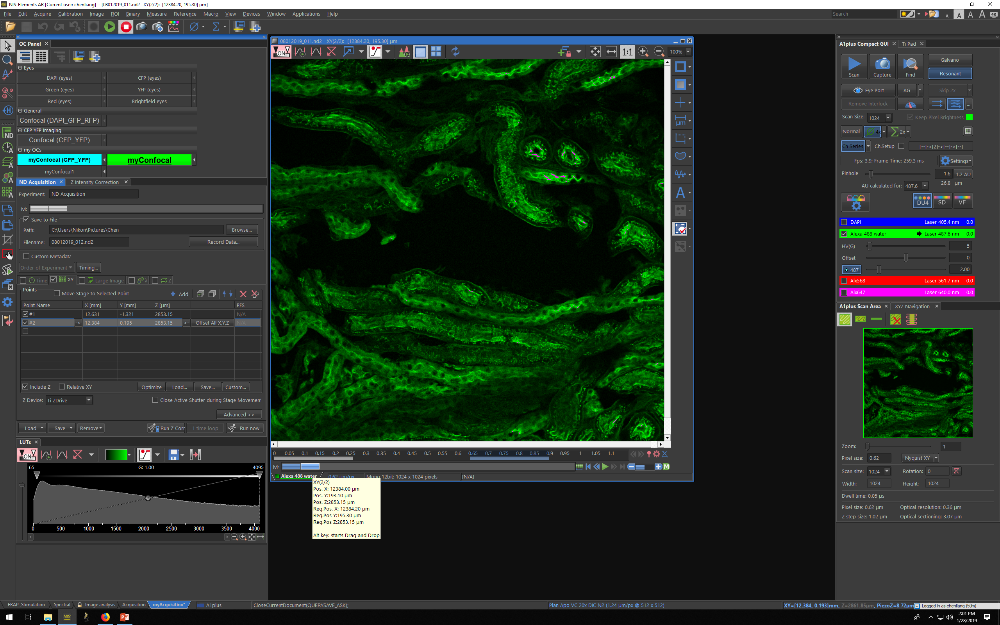 NIS-Elements AR [Current user: chenliang]  - [08012019_011.nd2   XY(2/2):  [12384.20, 195.30] µm]
File Edit Acquire Calibration Image ROI Binary Measure Reference Macro View Devices Window Applications Help
Search
A A A A 4K
OC Panel
Eyes
DAPI (eyes) CFP (eyes)
Green (eyes) YFP (eyes)
Red (eyes) Brightfield eyes
General
Confocal (DAPI_GFP_RFP)
CFP YFP Imaging
Confocal (CFP_YFP)
my OCs
myConfocal (CFP_YFP) myConfocal
myConfocal1
ND Acquisition Z Intensity Correction
Experiment: ND Acquisition
M:
Save to File
Path: C:\Users\Nikon\Pictures\Chen Browse...
Filename: 08012019_012.nd2 Record Data...
Custom Metadata
Order of Experiment Timing...
Time XY Large Image λ Z
Points
Move Stage to Selected Point Add
Point Name X [mm] Y [mm] Z [µm] PFS
#1 12.631 -1.321 2853.15 N/A
#2 -> 12.384 0.195 2853.15 <- Offset All X,Y,Z N/A
Include Z Relative XY Optimize Load... Save... Custom...
Z Device: Ti ZDrive Close Active Shutter during Stage Movemen
Advanced >>
Load Save Remove Run Z Corr 1 time loop Run now
LUTs
ON
65 G: 1.00 4095
0 500 1000 1500 2000 2500 3000 3500 4000
08012019_011.nd2   XY(2/2):  [12384.20, 195.30] µm
ON 1:1 100%
µm
A
0 0.05 0.1 0.15 0.2 0.25 0.3 0.35 0.4 0.45 0.5 0.55 0.6 0.65 0.7 0.75 0.8 0.85 0.9 0.95 1 1.05 1.1
M
Alexa 488 water 0.62 µm/px Mono 12bit: 1024 x 1024 pixels [N/A]
XY(2/2)
Pos. X: 12384.00 µm
Pos. Y:193.10 µm
Pos. Z:2853.15 µm
Req.Pos. X: 12384.20 µm
Req.Pos Y:195.30 µm
Req.Pos Z:2853.15 µm
Alt key: starts Drag and Drop
A1plus Compact GUI Ti Pad
Scan Capture Find Galvano
Resonant
Eye Port AG Skip 2x
Remove Interlock ...
Scan Size: 1024 Keep Pixel Brightness
Normal 4x 2x
Ch Series Ch.Setup [--]->[2]->[--]->[--]
Fps: 3.9; Frame Time: 259.3 ms Settings
Pinhole 1.6 1.2 AU
26.8 µm
AU calculated for: 487.6
DU4 SD VF
DAPI Laser 405.4 nm 0.0
Alexa 488 water Laser 487.6 nm 0.0
HV(G) 5
Offset 0
487 2.00
Alx568 Laser 561.7 nm 0.0
Alx647 Laser 640.0 nm 0.0
A1plus Scan Area XYZ Navigation
Zoom: 1
Pixel size: 0.62 Nyquist XY
Scan size: 1024 Rotation: 0
Width: 1024 Height: 1024
Dwell time: 0.05 µs
Pixel size: 0.62 µm Optical resolution: 0.36 µm
Z step size: 1.02 µm Optical sectioning: 3.07 µm
FRAP_Stimulation Spectral Image analysis Acquisition myAcquisition* A1plus CloseCurrentDocument(QUERYSAVE_ASK); Plan Apo VC 20x DIC N2 (1.24 µm/px @ 512 x 512) XY=[12.384, 0.193]mm, Z=2861.85µm, PiezoZ=8.72µm Logged in as chenliang (50m)
NIS
2:01 PM
1/28/2019